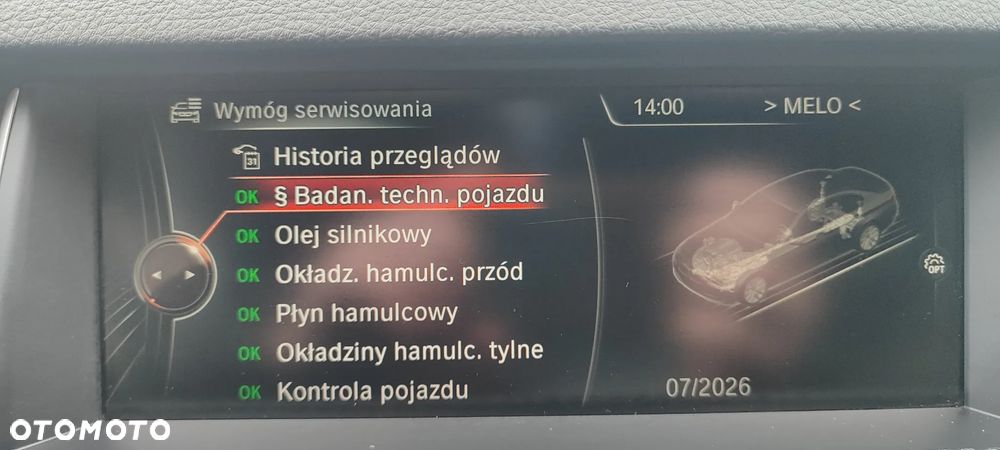 Wymóg serwisowania
14:00
> MELO <
31 Historia przeglądów
OK § Badan. techn. pojazdu
OK Olej silnikowy
OK Okładz. hamulc. przód
OK Płyn hamulcowy
OK Okładziny hamulc. tylne
OK Kontrola pojazdu
OPT
07/2026
OTOMOTO